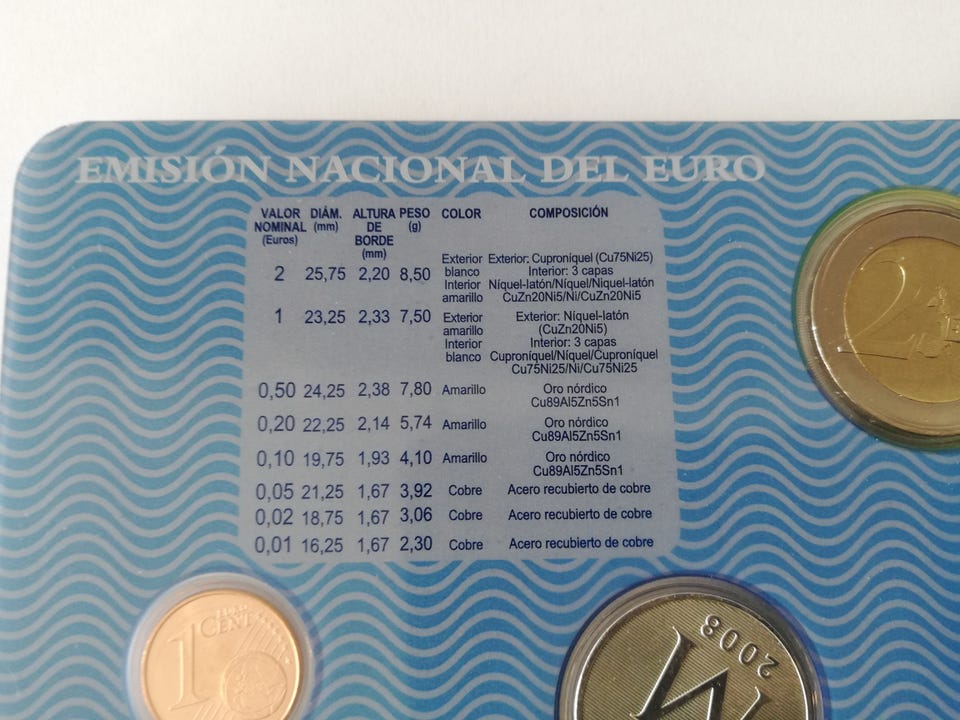 EMISIÓN NACIONAL DEL EURO
VALOR NOMINAL (Euros) DIÁM. (mm) ALTURA DE BORDE (mm) PESO (g) COLOR COMPOSICIÓN
2 25,75 2,20 8,50
Exterior Exterior: Cuproníquel (Cu75Ni25)
blanco Interior: 3 capas
Interior Níquel-latón/Níquel/Niquel-latón
amarillo CuZn20Ni5/Ni/CuZn20Ni5
1 23,25 2,33 7,50
Exterior Exterior: Níquel-latón
amarillo (CuZn20Ni5)
Interior Interior: 3 capas
blanco Cuproníquel/Níquel/Cuproníquel
Cu75Ni25/Ni/Cu75Ni25
0,50 24,25 2,38 7,80 Amarillo Oro nórdico
Cu89Al5Zn5Sn1
0,20 22,25 2,14 5,74 Amarillo Oro nórdico
Cu89Al5Zn5Sn1
0,10 19,75 1,93 4,10 Amarillo Oro nórdico
Cu89Al5Zn5Sn1
0,05 21,25 1,67 3,92 Cobre Acero recubierto de cobre
0,02 18,75 1,67 3,06 Cobre Acero recubierto de cobre
0,01 16,25 1,67 2,30 Cobre Acero recubierto de cobre
2
1
EURO
CENT
2008
M